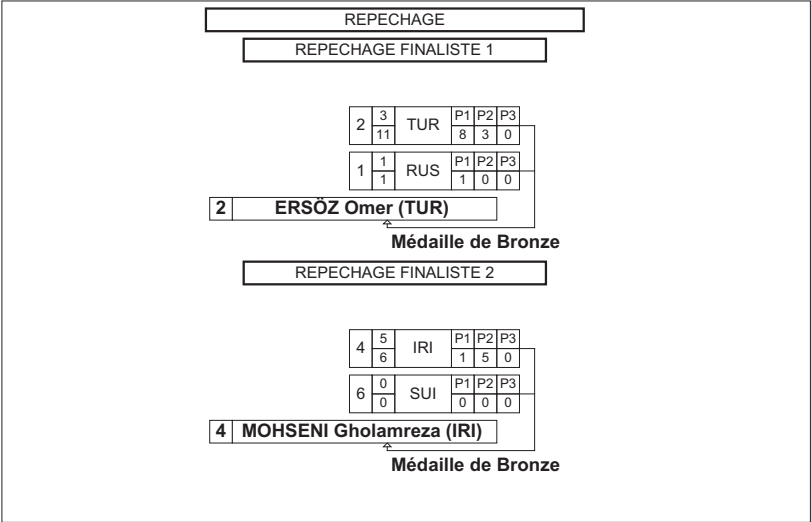 REPECHAGE
REPECHAGE FINALISTE 1
3 P1 P2 P3
2 TUR
11 8 3 0
1 P1 P2 P3
1 RUS
1 1 0 0
2 ERSÖZ Omer (TUR)
Médaille de Bronze
REPECHAGE FINALISTE 2
5 P1 P2 P3
4 IRI
6 1 5 0
0 P1 P2 P3
6 SUI
0 0 0 0
4 MOHSENI Gholamreza (IRI)
Médaille de Bronze